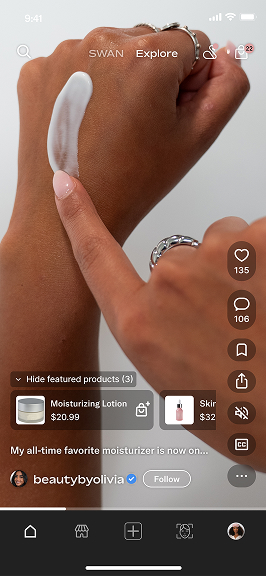 9:41
SWAN Explore
22
135
106
Hide featured products (3)
Moisturizing Lotion
$20.99
Skir
$32
CC
My all-time favorite moisturizer is now on...
beautybyolivia
Follow